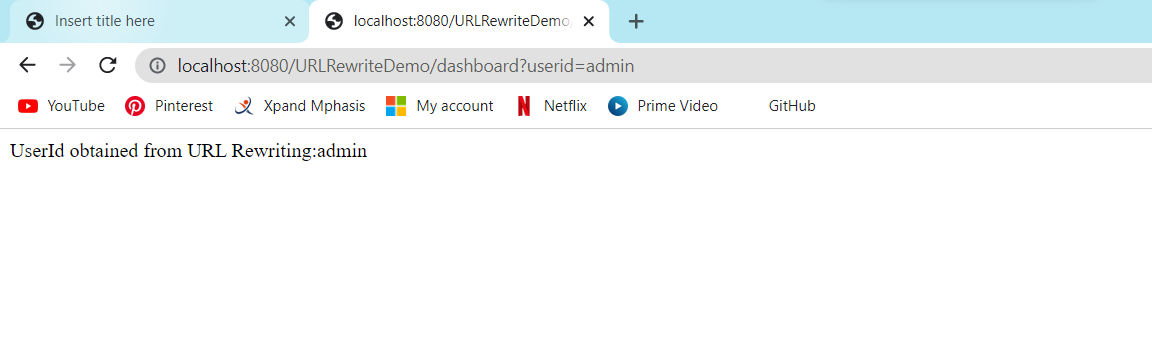 Insert title here
localhost:8080/URLRewriteDemo
localhost:8080/URLRewriteDemo/dashboard?userid=admin
YouTube Pinterest Xpand Mphasis My account Netflix Prime Video GitHub
UserId obtained from URL Rewriting:admin